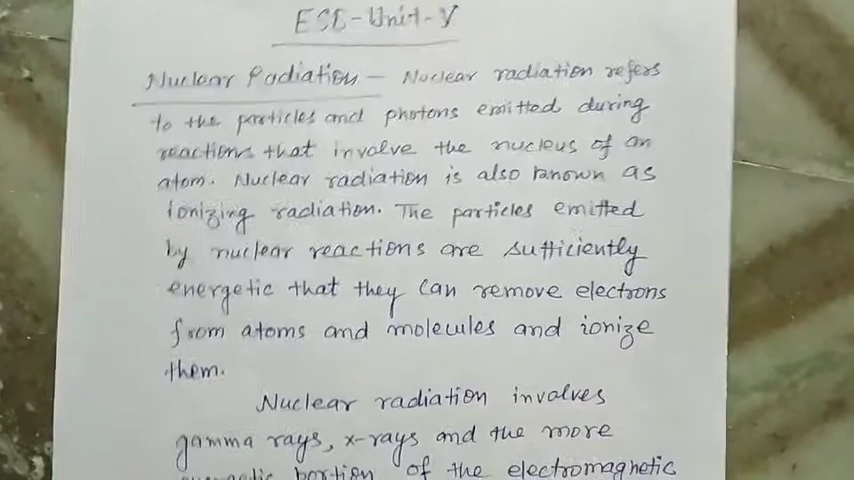 ESE-Unit-V
Nuclear Radiation - Nuclear radiation refers
to the particles and photons emitted during
reactions that involve the nucleus of an
atom. Nuclear radiation is also known as
ionizing radiation. The particles emitted
by nuclear reactions are sufficiently
energetic that they can remove electrons
from atoms and molecules and ionize
them.
Nuclear radiation involves
gamma rays, x-rays and the more
energetic portion of the electromagnetic